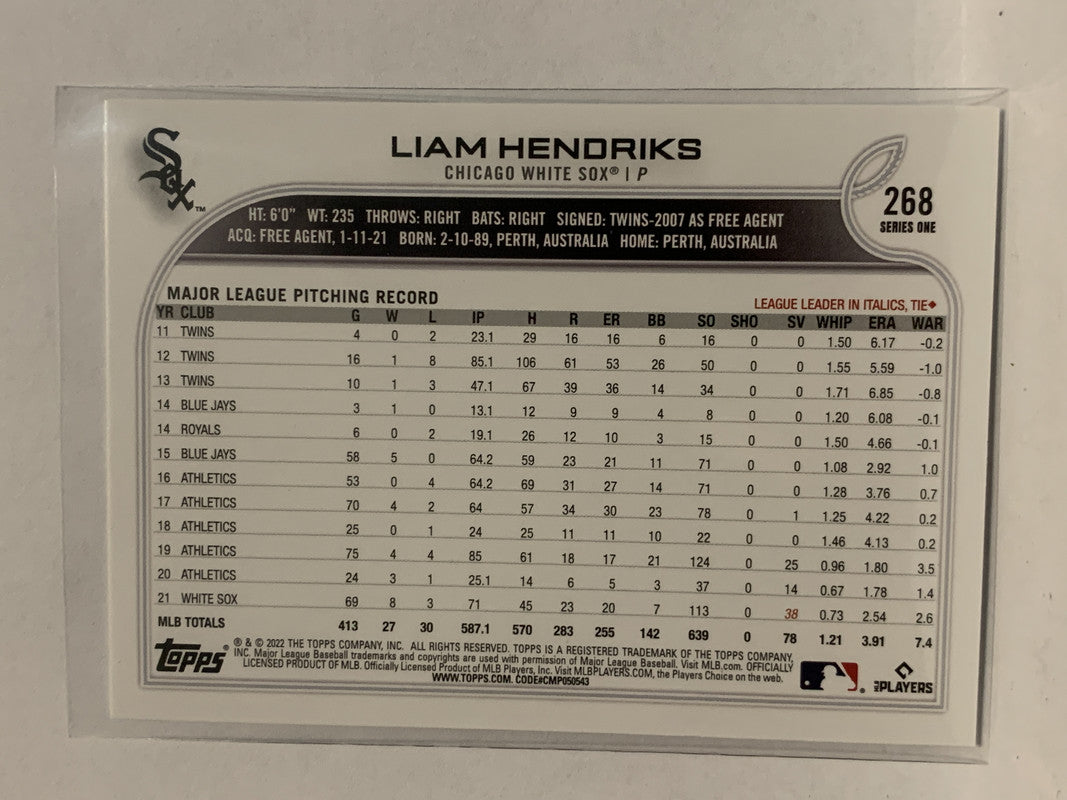 Sox™
LIAM HENDRIKS
CHICAGO WHITE SOX® | P
268
SERIES ONE
HT: 6'0" WT: 235 THROWS: RIGHT BATS: RIGHT SIGNED: TWINS-2007 AS FREE AGENT
ACQ: FREE AGENT, 1-11-21 BORN: 2-10-89, PERTH, AUSTRALIA HOME: PERTH, AUSTRALIA
MAJOR LEAGUE PITCHING RECORD
LEAGUE LEADER IN ITALICS, TIE◆
YR CLUB G W L IP H R ER BB SO SHO SV WHIP ERA WAR
11 TWINS 4 0 2 23.1 29 16 16 6 16 0 0 1.50 6.17 -0.2
12 TWINS 16 1 8 85.1 106 61 53 26 50 0 0 1.55 5.59 -1.0
13 TWINS 10 1 3 47.1 67 39 36 14 34 0 0 1.71 6.85 -0.8
14 BLUE JAYS 3 1 0 13.1 12 9 9 4 8 0 0 1.20 6.08 -0.1
14 ROYALS 6 0 2 19.1 26 12 10 3 15 0 0 1.50 4.66 -0.1
15 BLUE JAYS 58 5 0 64.2 59 23 21 11 71 0 0 1.08 2.92 1.0
16 ATHLETICS 53 0 4 64.2 69 31 27 14 71 0 0 1.28 3.76 0.7
17 ATHLETICS 70 4 2 64 57 34 30 23 78 0 1 1.25 4.22 0.2
18 ATHLETICS 25 0 1 24 25 11 11 10 22 0 0 1.46 4.13 0.2
19 ATHLETICS 75 4 4 85 61 18 17 21 124 0 25 0.96 1.80 3.5
20 ATHLETICS 24 3 1 25.1 14 6 5 3 37 0 14 0.67 1.78 1.4
21 WHITE SOX 69 8 3 71 45 23 20 7 113 0 38 0.73 2.54 2.6
MLB TOTALS 413 27 30 587.1 570 283 255 142 639 0 78 1.21 3.91 7.4
topps®
® & © 2022 THE TOPPS COMPANY, INC. ALL RIGHTS RESERVED. TOPPS IS A REGISTERED TRADEMARK OF THE TOPPS COMPANY,
INC. Major League Baseball trademarks and copyrights are used with permission of Major League Baseball. Visit MLB.com. OFFICIALLY
LICENSED PRODUCT OF MLB. Officially Licensed Product of MLB Players, Inc. Visit MLBPLAYERS.COM, the Players Choice on the web.
WWW.TOPPS.COM. CODE#CMP050543
MLB PLAYERS